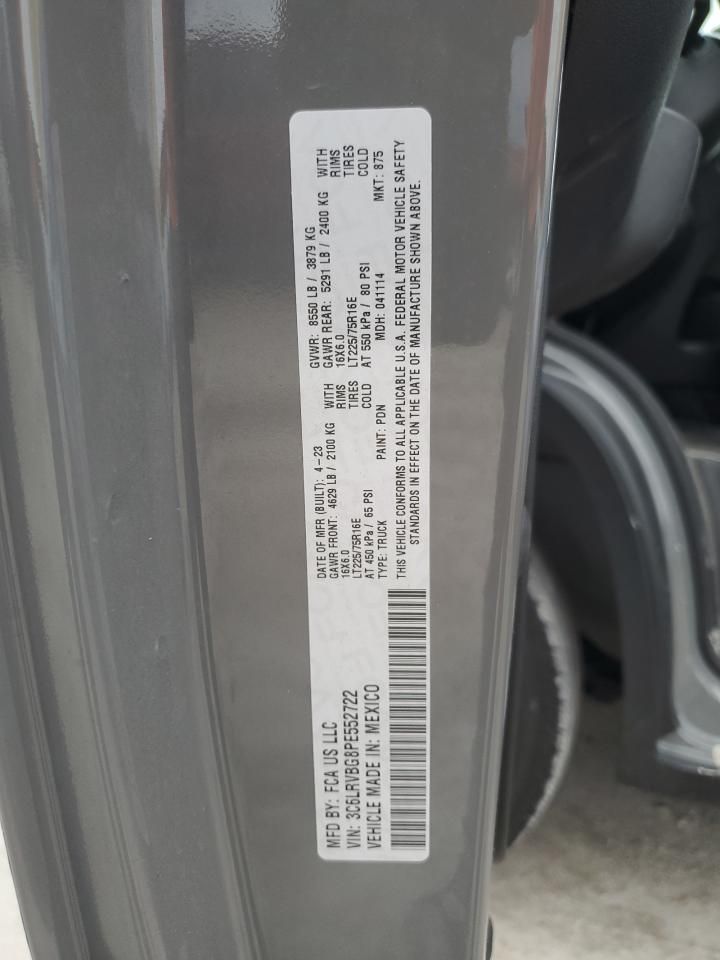 MFD BY: FCA US LLC
VIN: 3C6LRVBG8PE552722
VEHICLE MADE IN: MEXICO
DATE OF MFR (BUILT): 4-23 GVWR: 8550 LB / 3879 KG
GAWR FRONT: 4629 LB / 2100 KG WITH GAWR REAR: 5291 LB / 2400 KG WITH
16X6.0 RIMS 16X6.0 RIMS
LT225/75R16E TIRES LT225/75R16E TIRES
AT 450 kPa / 65 PSI COLD AT 550 kPa / 80 PSI COLD
TYPE: TRUCK PAINT: PDN MDH: 041114 MKT: 875
THIS VEHICLE CONFORMS TO ALL APPLICABLE U.S.A. FEDERAL MOTOR VEHICLE SAFETY
STANDARDS IN EFFECT ON THE DATE OF MANUFACTURE SHOWN ABOVE.